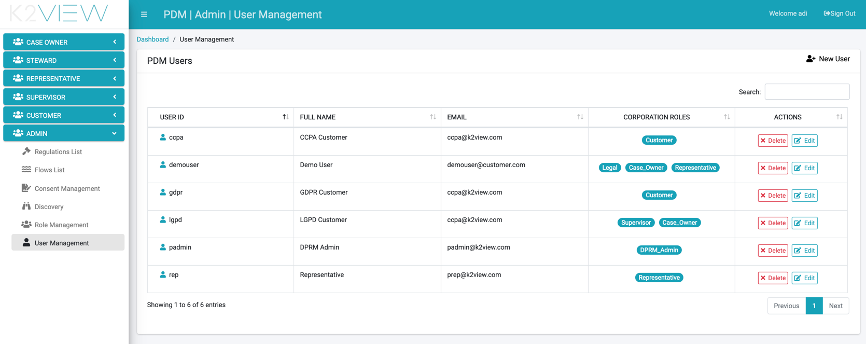 K2VIEW
PDM | Admin | User Management
Welcome adi
Sign Out
CASE OWNER
STEWARD
REPRESENTATIVE
SUPERVISOR
CUSTOMER
ADMIN
Regulations List
Flows List
Consent Management
Discovery
Role Management
User Management
Dashboard / User Management
PDM Users
New User
Search:
USER ID FULL NAME EMAIL CORPORATION ROLES ACTIONS
ccpa CCPA Customer ccpa@k2view.com Customer Delete Edit
demouser Demo User demouser@customer.com Legal Case_Owner Representative Delete Edit
gdpr GDPR Customer ccpa@k2view.com Customer Delete Edit
lgpd LGPD Customer ccpa@k2view.com Supervisor Case_Owner Delete Edit
padmin DPRM Admin padmin@k2view.com DPRM_Admin Delete Edit
rep Representative prep@k2view.com Representative Delete Edit
Showing 1 to 6 of 6 entries
Previous 1 Next